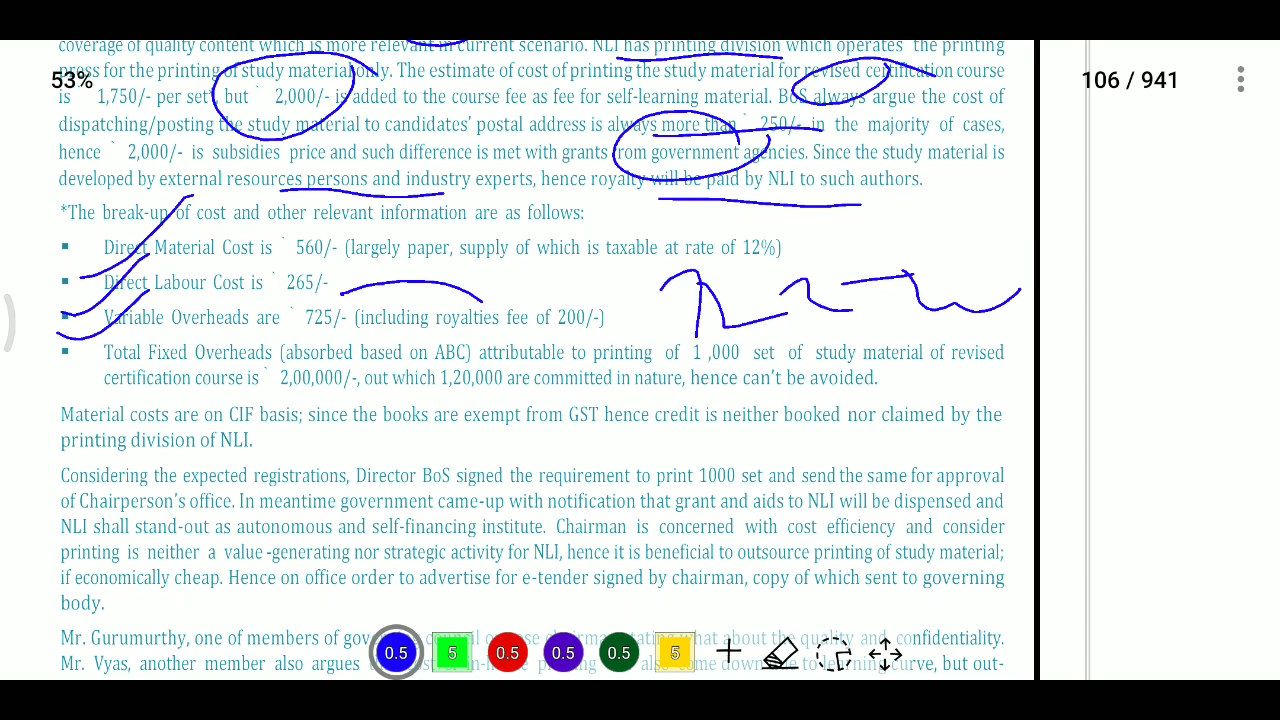 coverage of quality content which is more relevant in current scenario. NLI has printing division which operates the printing
press for the printing of study material only. The estimate of cost of printing the study material for revised certification course
53%
106 / 941
is ` 1,750/- per set*, but ` 2,000/- is added to the course fee as fee for self-learning material. BoS always argue the cost of
dispatching/posting the study material to candidates' postal address is always more than ` 250/- in the majority of cases,
hence ` 2,000/- is subsidies price and such difference is met with grants from government agencies. Since the study material is
developed by external resources persons and industry experts, hence royalty will be paid by NLI to such authors.
*The break-up of cost and other relevant information are as follows:
▪ Direct Material Cost is ` 560/- (largely paper, supply of which is taxable at rate of 12%)
▪ Direct Labour Cost is ` 265/-
▪ Variable Overheads are ` 725/- (including royalties fee of 200/-)
▪ Total Fixed Overheads (absorbed based on ABC) attributable to printing of 1 ,000 set of study material of revised
certification course is ` 2,00,000/-, out which 1,20,000 are committed in nature, hence can't be avoided.
Material costs are on CIF basis; since the books are exempt from GST hence credit is neither booked nor claimed by the
printing division of NLI.
Considering the expected registrations, Director BoS signed the requirement to print 1000 set and send the same for approval
of Chairperson's office. In meantime government came-up with notification that grant and aids to NLI will be dispensed and
NLI shall stand-out as autonomous and self-financing institute. Chairman is concerned with cost efficiency and consider
printing is neither a value -generating nor strategic activity for NLI, hence it is beneficial to outsource printing of study material;
if economically cheap. Hence on office order to advertise for e-tender signed by chairman, copy of which sent to governing
body.
Mr. Gurumurthy, one of members of what about the quality and confidentiality.
Mr. Vyas, another member also argues curve, but out-
0.5 5 0.5 0.5 0.5 5